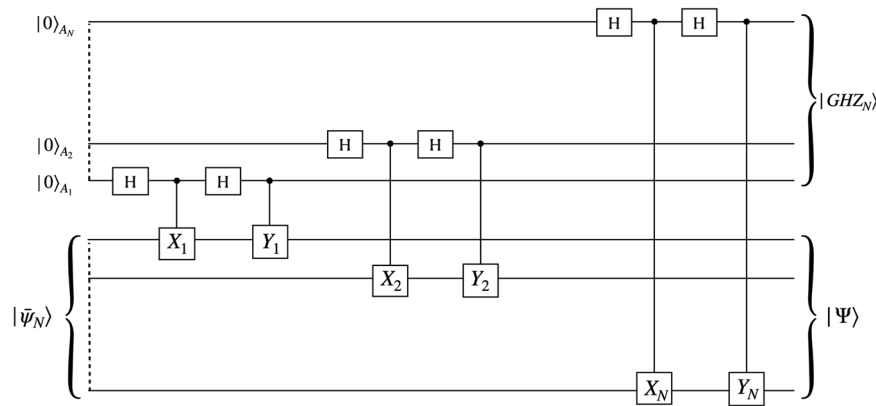 |0⟩_{A_N} H H
|GHZ_N⟩
|0⟩_{A_2} H H
|0⟩_{A_1} H H
X_1 Y_1
X_2 Y_2
|ψ̄_N⟩ |Ψ⟩
X_N Y_N